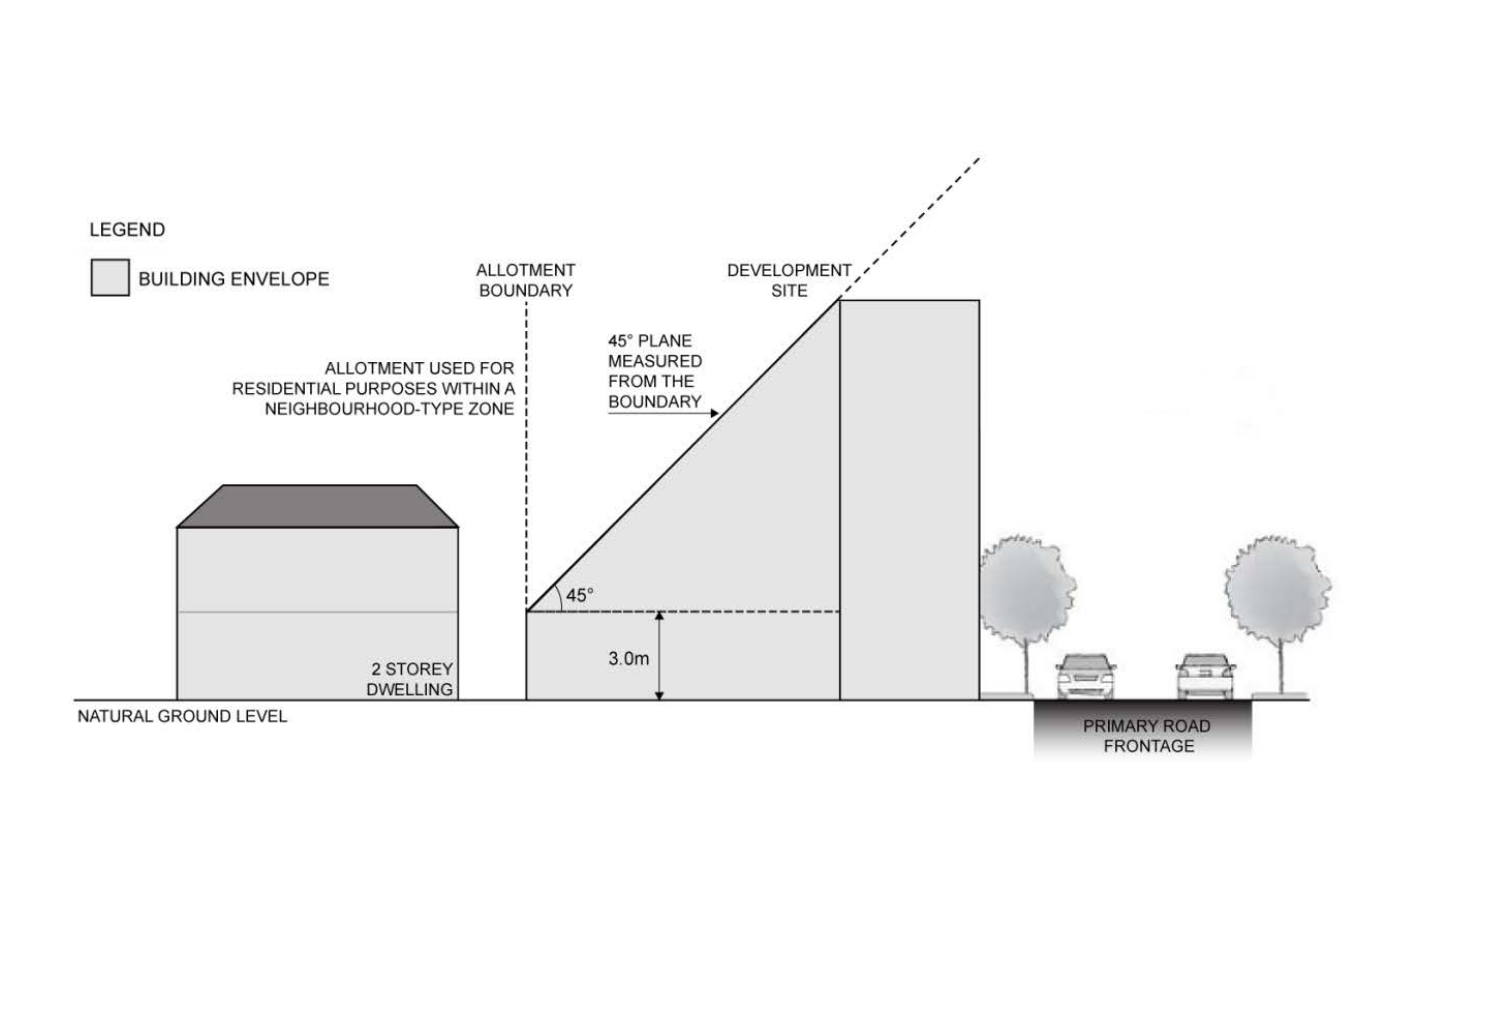 LEGEND
BUILDING ENVELOPE
ALLOTMENT
BOUNDARY
DEVELOPMENT
SITE
45° PLANE
MEASURED
FROM THE
BOUNDARY
ALLOTMENT USED FOR
RESIDENTIAL PURPOSES WITHIN A
NEIGHBOURHOOD-TYPE ZONE
45°
3.0m
2 STOREY
DWELLING
NATURAL GROUND LEVEL
PRIMARY ROAD
FRONTAGE